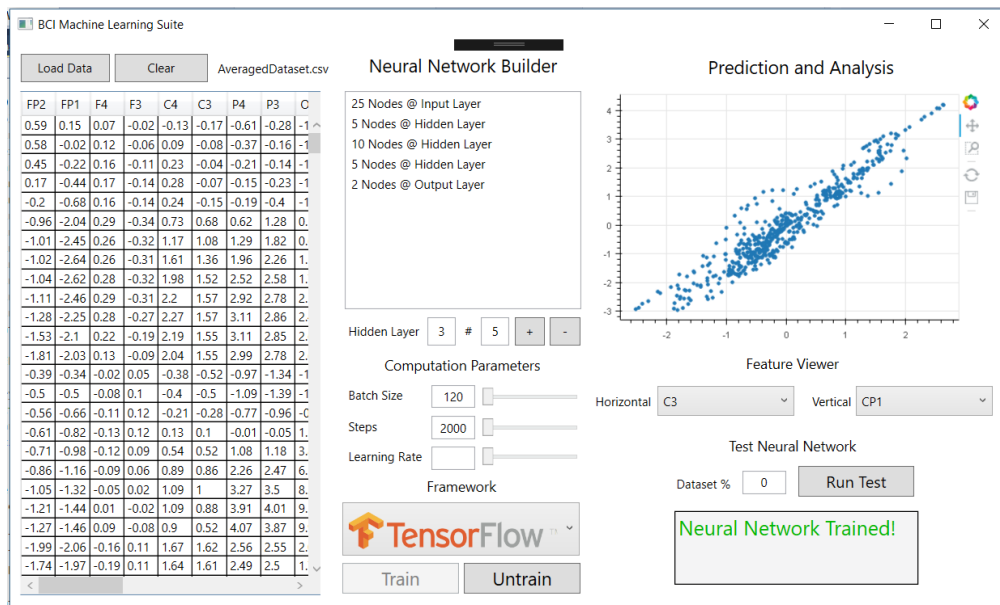 BCI Machine Learning Suite
Load Data Clear AveragedDataset.csv
FP2 FP1 F4 F3 C4 C3 P4 P3
0.59 0.15 0.07 -0.02 -0.13 -0.17 -0.61 -0.28
0.58 -0.02 0.12 -0.06 0.09 -0.08 -0.37 -0.16
0.45 -0.22 0.16 -0.11 0.23 -0.04 -0.21 -0.14
0.17 -0.44 0.17 -0.14 0.28 -0.07 -0.15 -0.23
-0.2 -0.68 0.16 -0.14 0.24 -0.15 -0.19 -0.4
-0.96 -2.04 0.29 -0.34 0.73 0.68 0.62 1.28
-1.01 -2.45 0.26 -0.32 1.17 1.08 1.29 1.82
-1.02 -2.64 0.26 -0.31 1.61 1.36 1.96 2.26
-1.04 -2.62 0.28 -0.32 1.98 1.52 2.52 2.58
-1.11 -2.46 0.29 -0.31 2.2 1.57 2.92 2.78
-1.28 -2.25 0.28 -0.27 2.27 1.57 3.11 2.86
-1.53 -2.1 0.22 -0.19 2.19 1.55 3.11 2.85
-1.81 -2.03 0.13 -0.09 2.04 1.55 2.99 2.78
-0.39 -0.34 -0.02 0.05 -0.38 -0.52 -0.97 -1.34
-0.5 -0.5 -0.08 0.1 -0.4 -0.5 -1.09 -1.39
-0.56 -0.66 -0.11 0.12 -0.21 -0.28 -0.77 -0.96
-0.61 -0.82 -0.13 0.12 0.13 0.1 -0.01 -0.05
-0.71 -0.98 -0.12 0.09 0.54 0.52 1.08 1.18
-0.86 -1.16 -0.09 0.06 0.89 0.86 2.26 2.47
-1.05 -1.32 -0.05 0.02 1.09 1 3.27 3.5
-1.21 -1.44 0.01 -0.02 1.09 0.88 3.91 4.01
-1.27 -1.46 0.09 -0.08 0.9 0.52 4.07 3.87
-1.99 -2.06 -0.16 0.11 1.67 1.62 2.56 2.55
-1.74 -1.97 -0.19 0.11 1.64 1.61 2.49 2.5
Neural Network Builder
25 Nodes @ Input Layer
5 Nodes @ Hidden Layer
10 Nodes @ Hidden Layer
5 Nodes @ Hidden Layer
2 Nodes @ Output Layer
Hidden Layer 3 # 5 + -
Computation Parameters
Batch Size 120
Steps 2000
Learning Rate
Framework
TensorFlow TM
Train Untrain
Prediction and Analysis
4
3
2
1
0
-1
-2
-3
-2 -1 0 1 2
Feature Viewer
Horizontal C3 Vertical CP1
Test Neural Network
Dataset % 0 Run Test
Neural Network Trained!